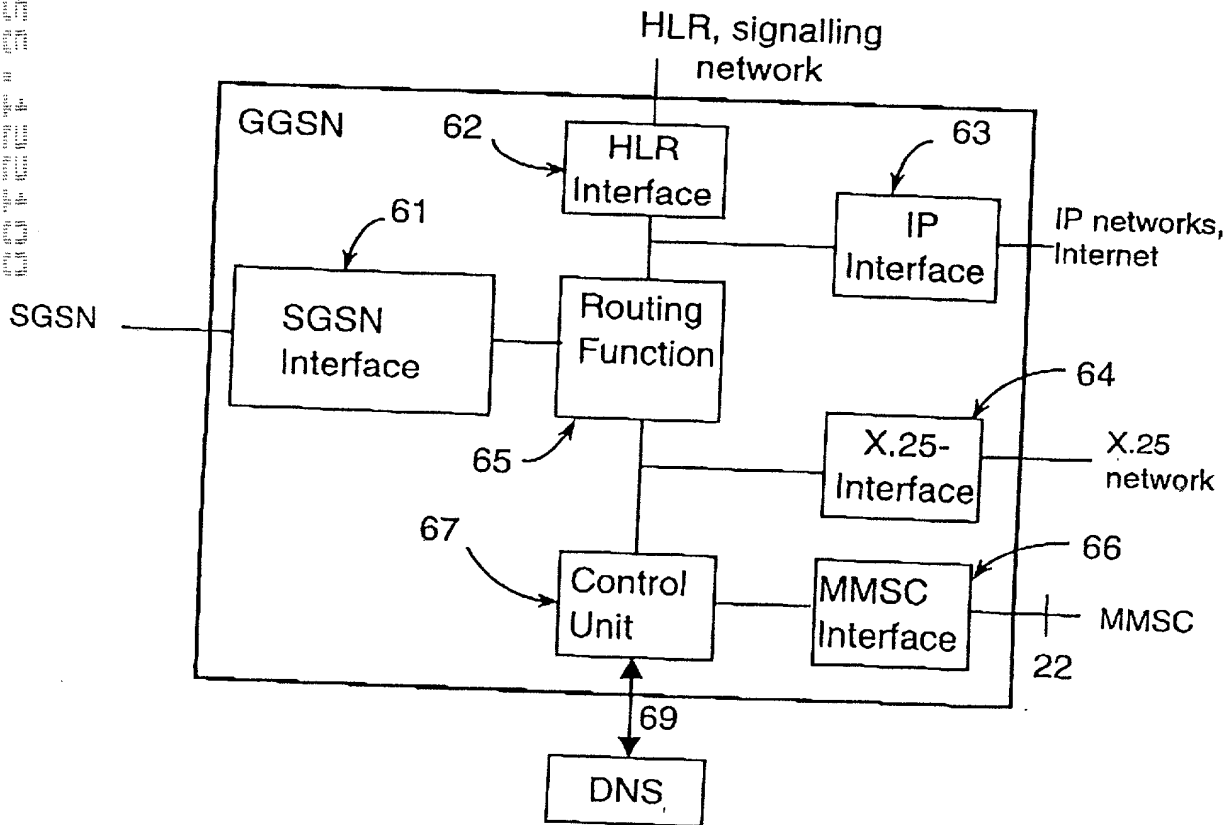 HLR, signalling
network
GGSN
62
HLR
Interface
63
61
IP
Interface
IP networks,
Internet
SGSN
SGSN
Interface
Routing
Function
64
65
X.25-
Interface
X.25
network
67
66
Control
Unit
MMSC
Interface
MMSC
22
69
DNS